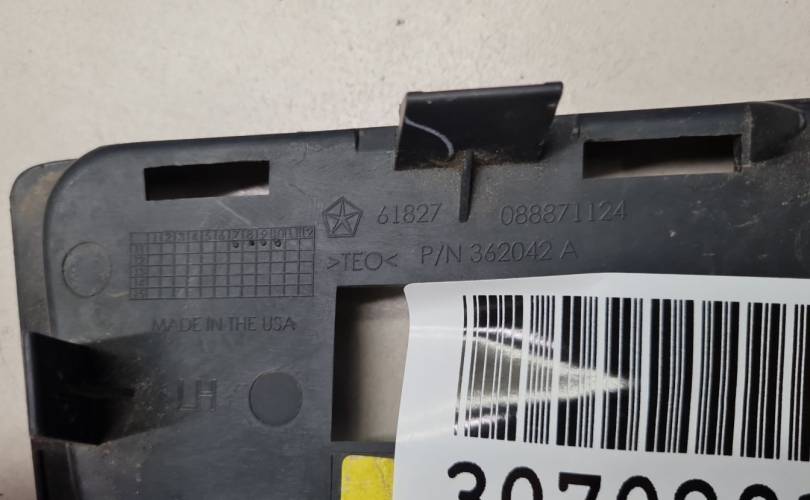 61827 088871124
>TEO< P/N 362042 A
MADE IN THE USA
LH